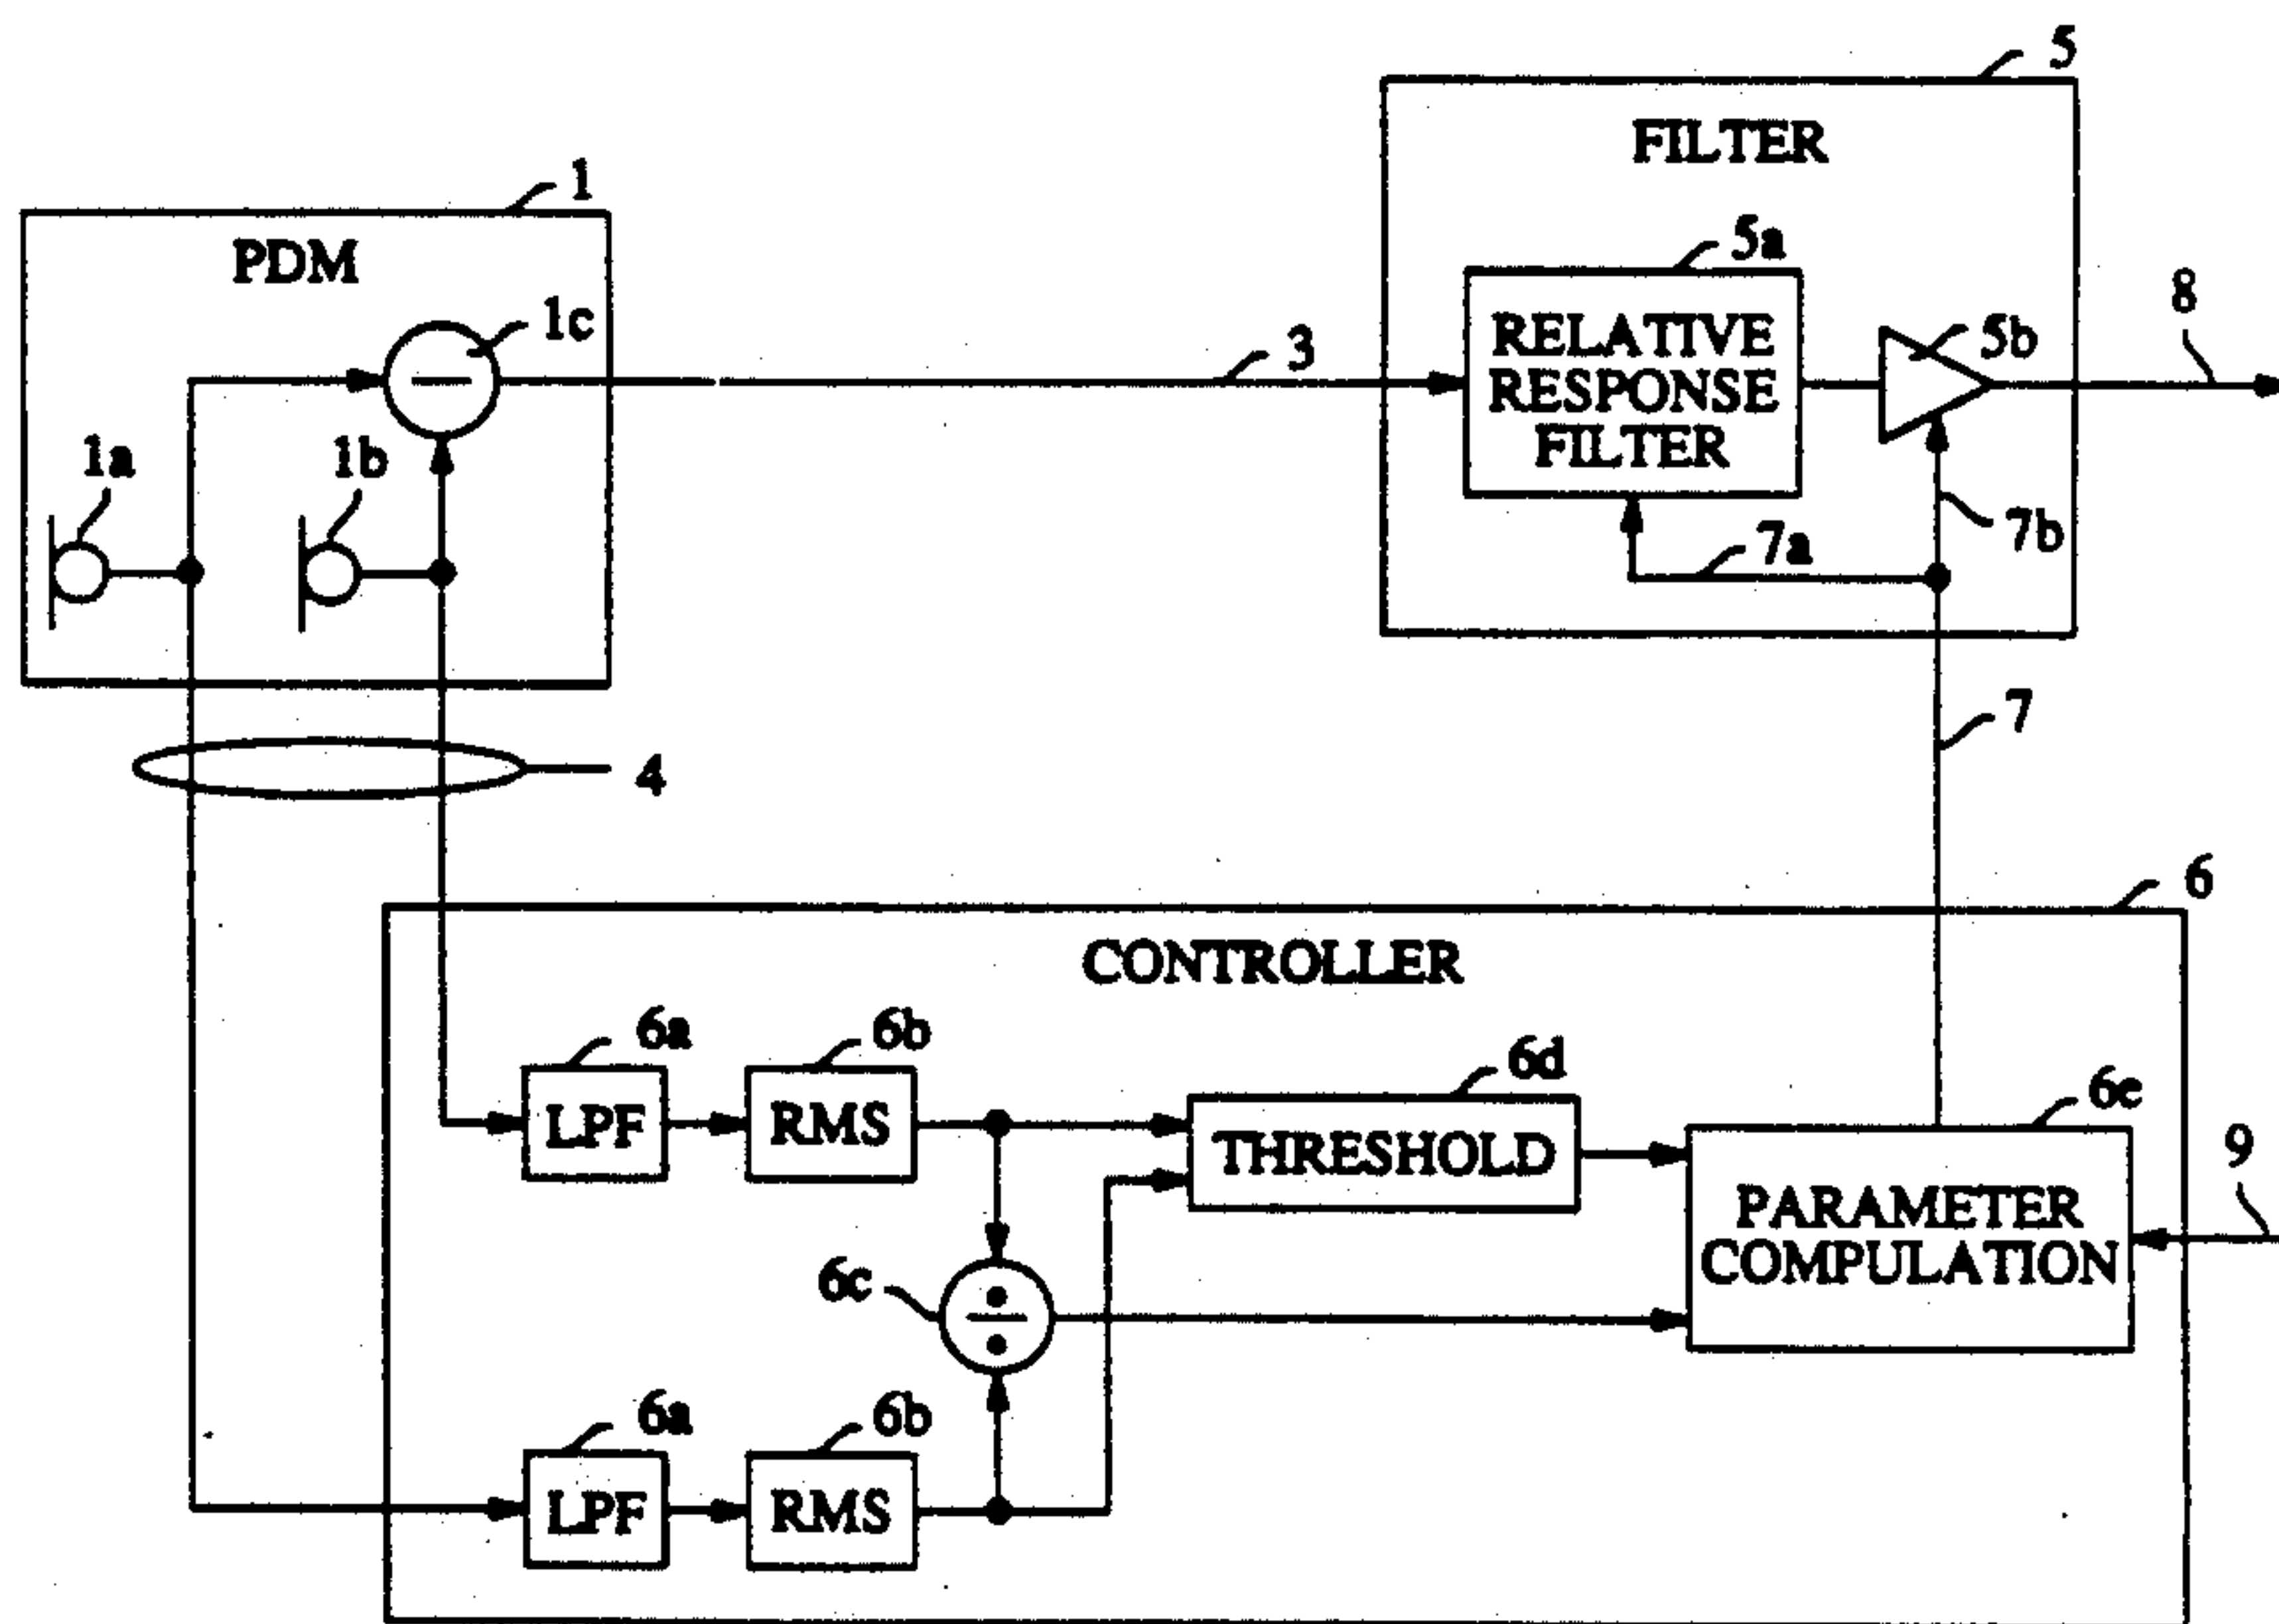 5
FILTER
1
PDM
5a
8
1c
3
RELATIVE
RESPONSE
FILTER
5b
1a
1b
7a
7b
7
4
6
CONTROLLER
6a
6b
6d
6e
LPF
RMS
THRESHOLD
9
PARAMETER
COMPULATION
6c
6a
6b
LPF
RMS